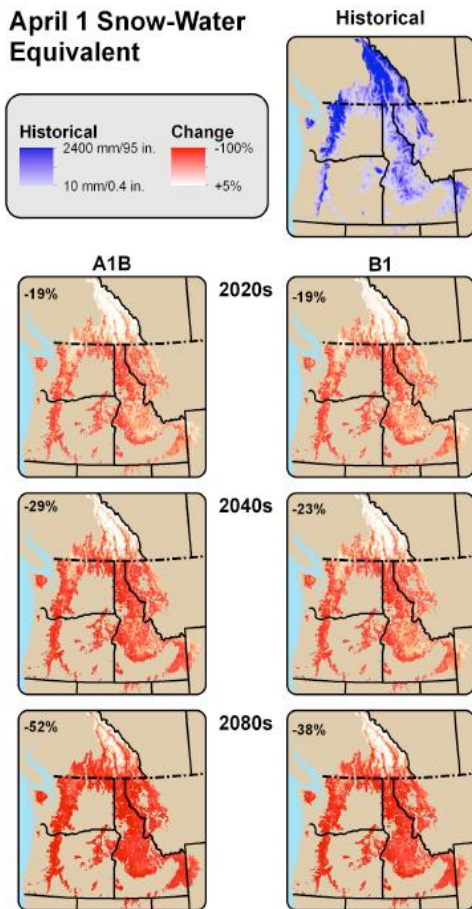 April 1 Snow-Water
Equivalent
Historical
Historical
Change
2400 mm/95 in.
-100%
10 mm/0.4 in.
+5%
A1B
B1
-19%
2020s
-19%
-29%
2040s
-23%
-52%
2080s
-38%